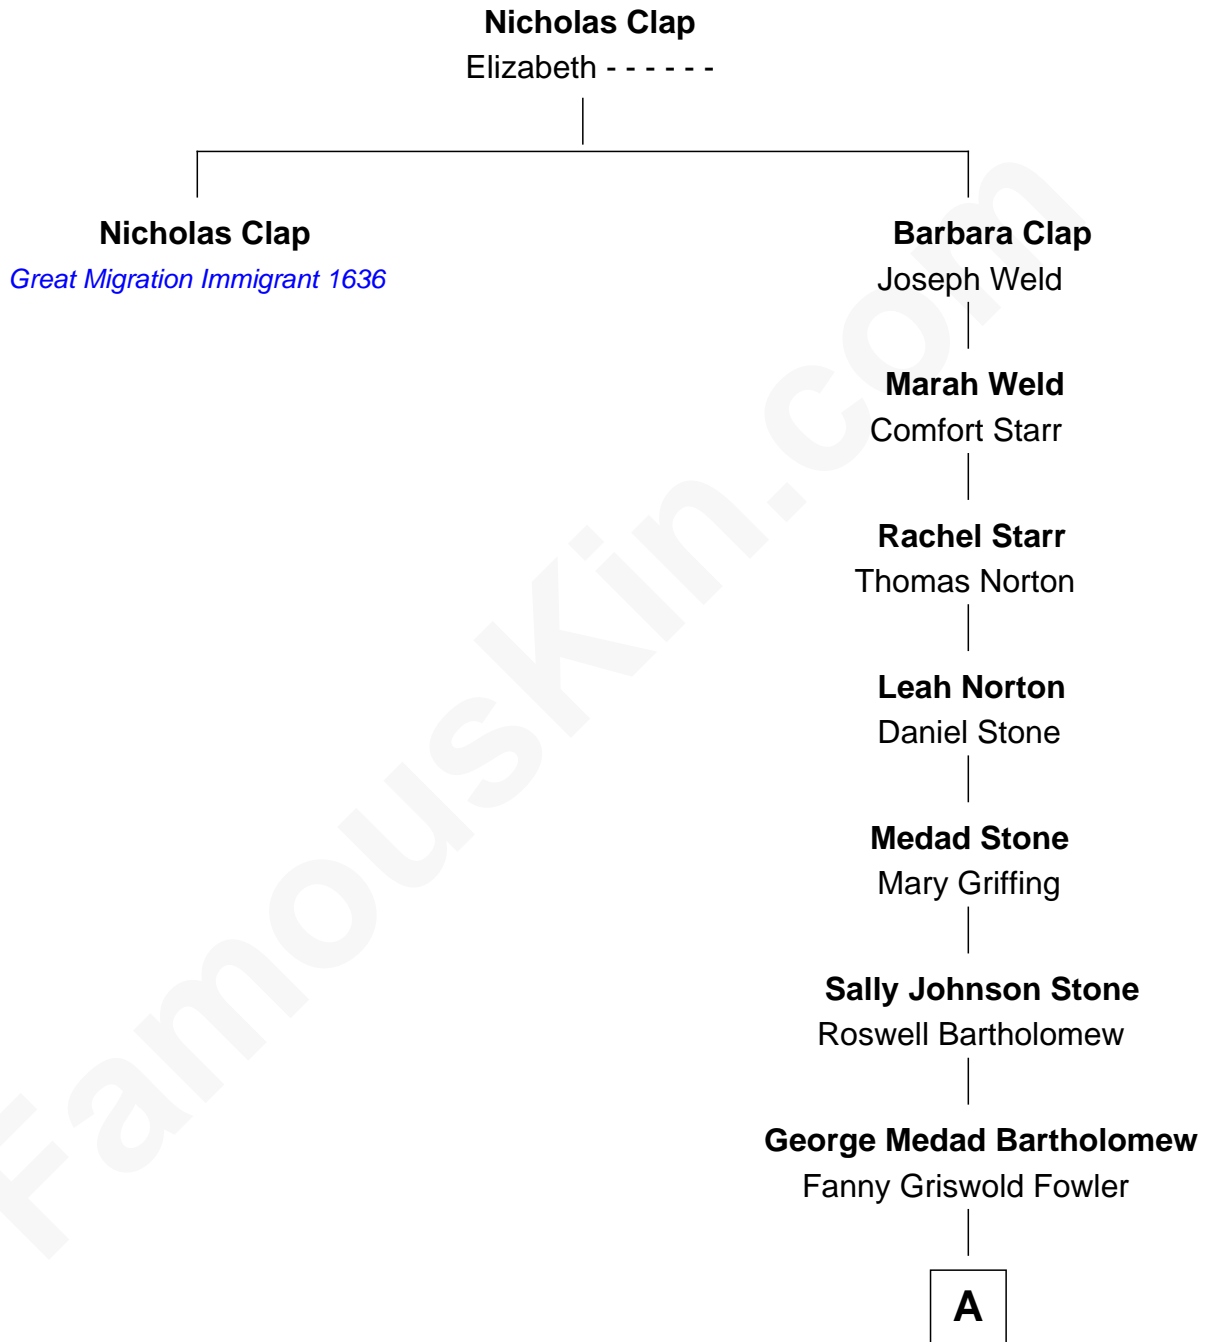 Nicholas Clap
Elizabeth - - - - - -
Nicholas Clap
Great Migration Immigrant 1636
Barbara Clap
Joseph Weld
Marah Weld
Comfort Starr
Rachel Starr
Thomas Norton
Leah Norton
Daniel Stone
Medad Stone
Mary Griffing
Sally Johnson Stone
Roswell Bartholomew
George Medad Bartholomew
Fanny Griswold Fowler
A
FamousKin.com